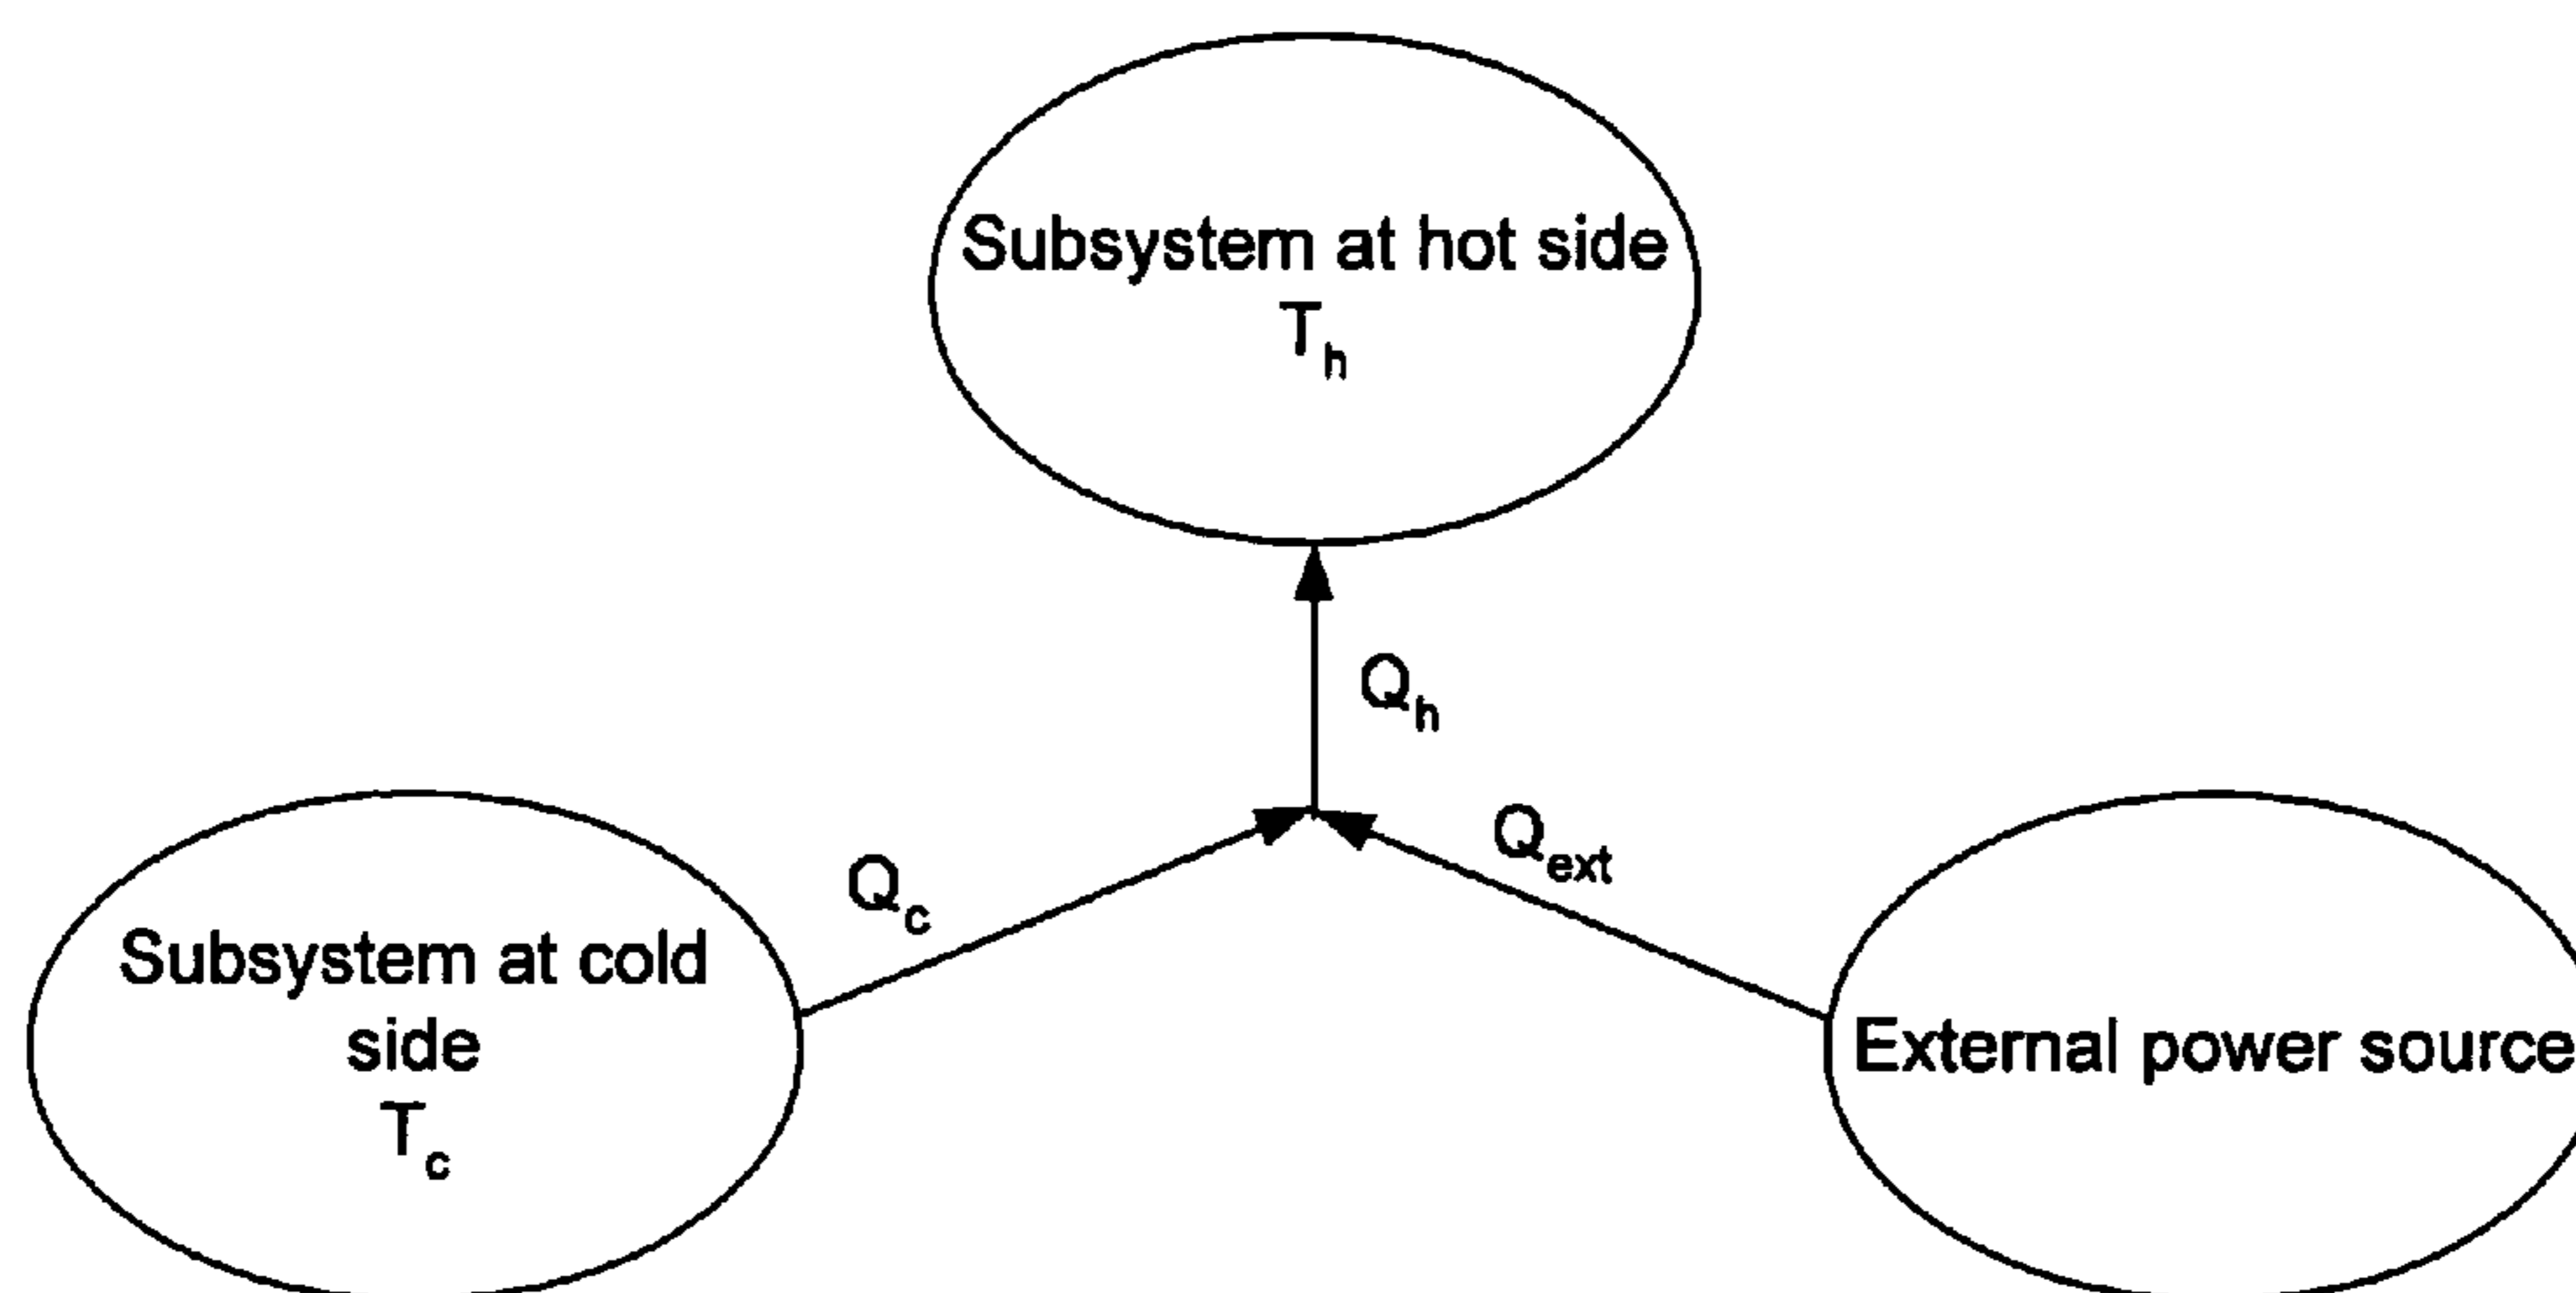 Subsystem at hot side
Th
Qh
Qext
Qc
Subsystem at cold
side
Tc
External power source